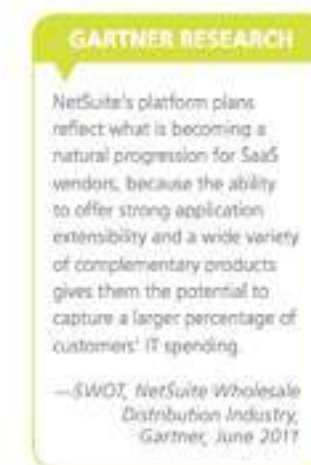 GARTNER RESEARCH
NetSuite's platform plans
reflect what is becoming a
natural progression for SaaS
vendors, because the ability
to offer strong application
extensibility and a wide variety
of complementary products
gives them the potential to
capture a larger percentage of
customers' IT spending.
—SWOT, NetSuite Wholesale
Distribution Industry,
Gartner, June 2011